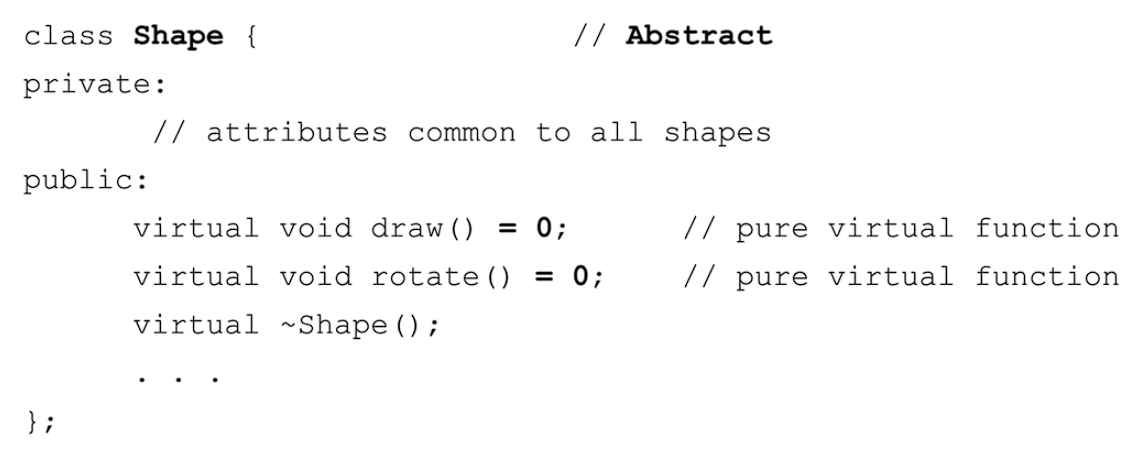 class Shape { // Abstract
private:
// attributes common to all shapes
public:
virtual void draw() = 0; // pure virtual function
virtual void rotate() = 0; // pure virtual function
virtual ~Shape();
. . .
};